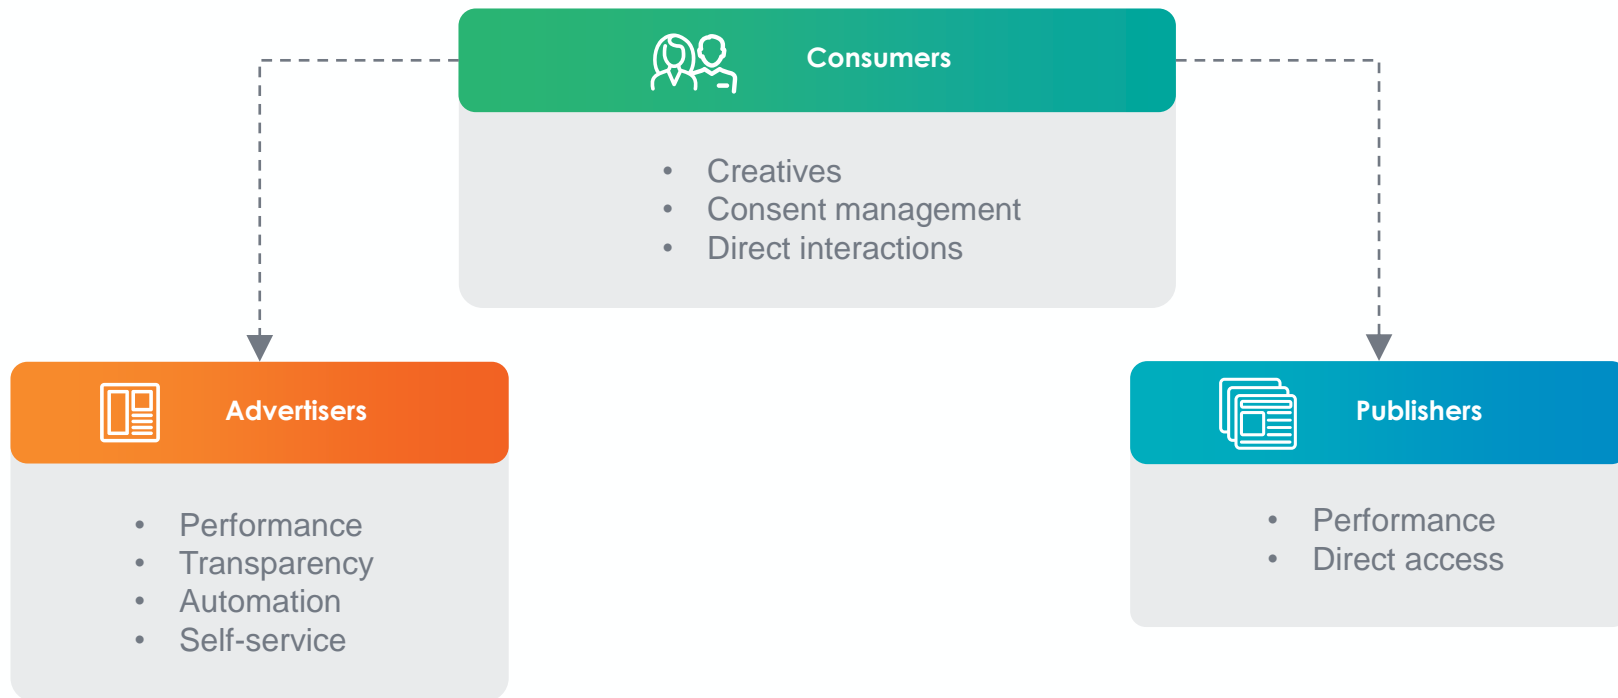 Consumers
• Creatives
• Consent management
• Direct interactions
Advertisers
• Performance
• Transparency
• Automation
• Self-service
Publishers
• Performance
• Direct access